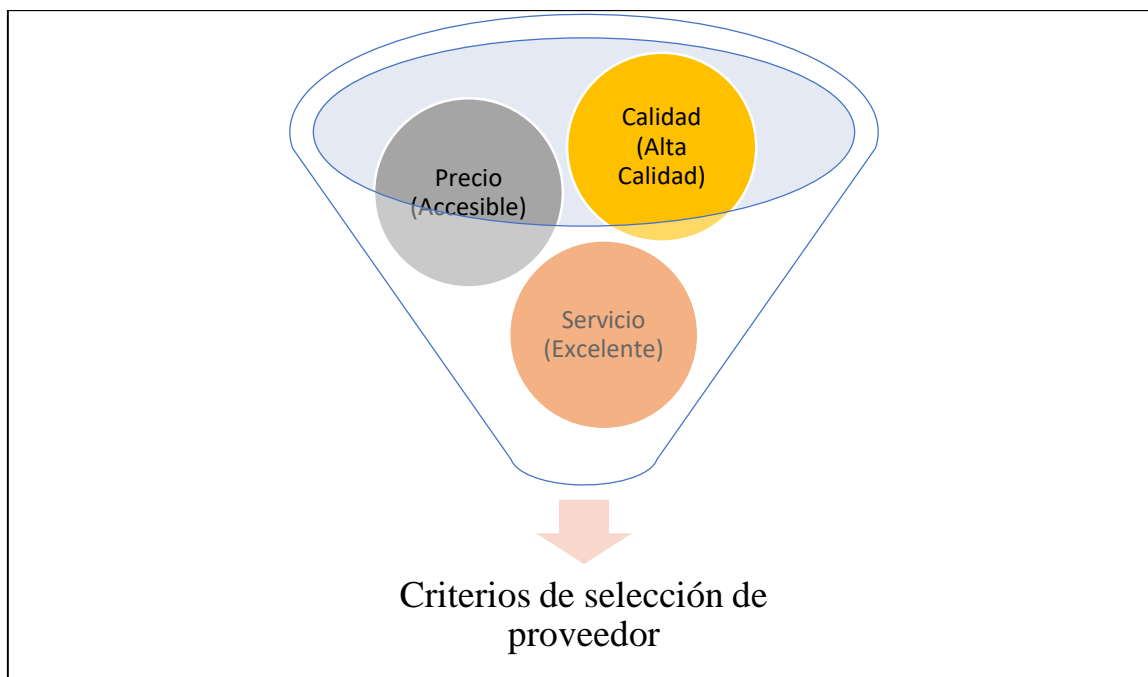 Calidad
(Alta
Calidad)
Precio
(Accesible)
Servicio
(Excelente)
Criterios de selección de
proveedor